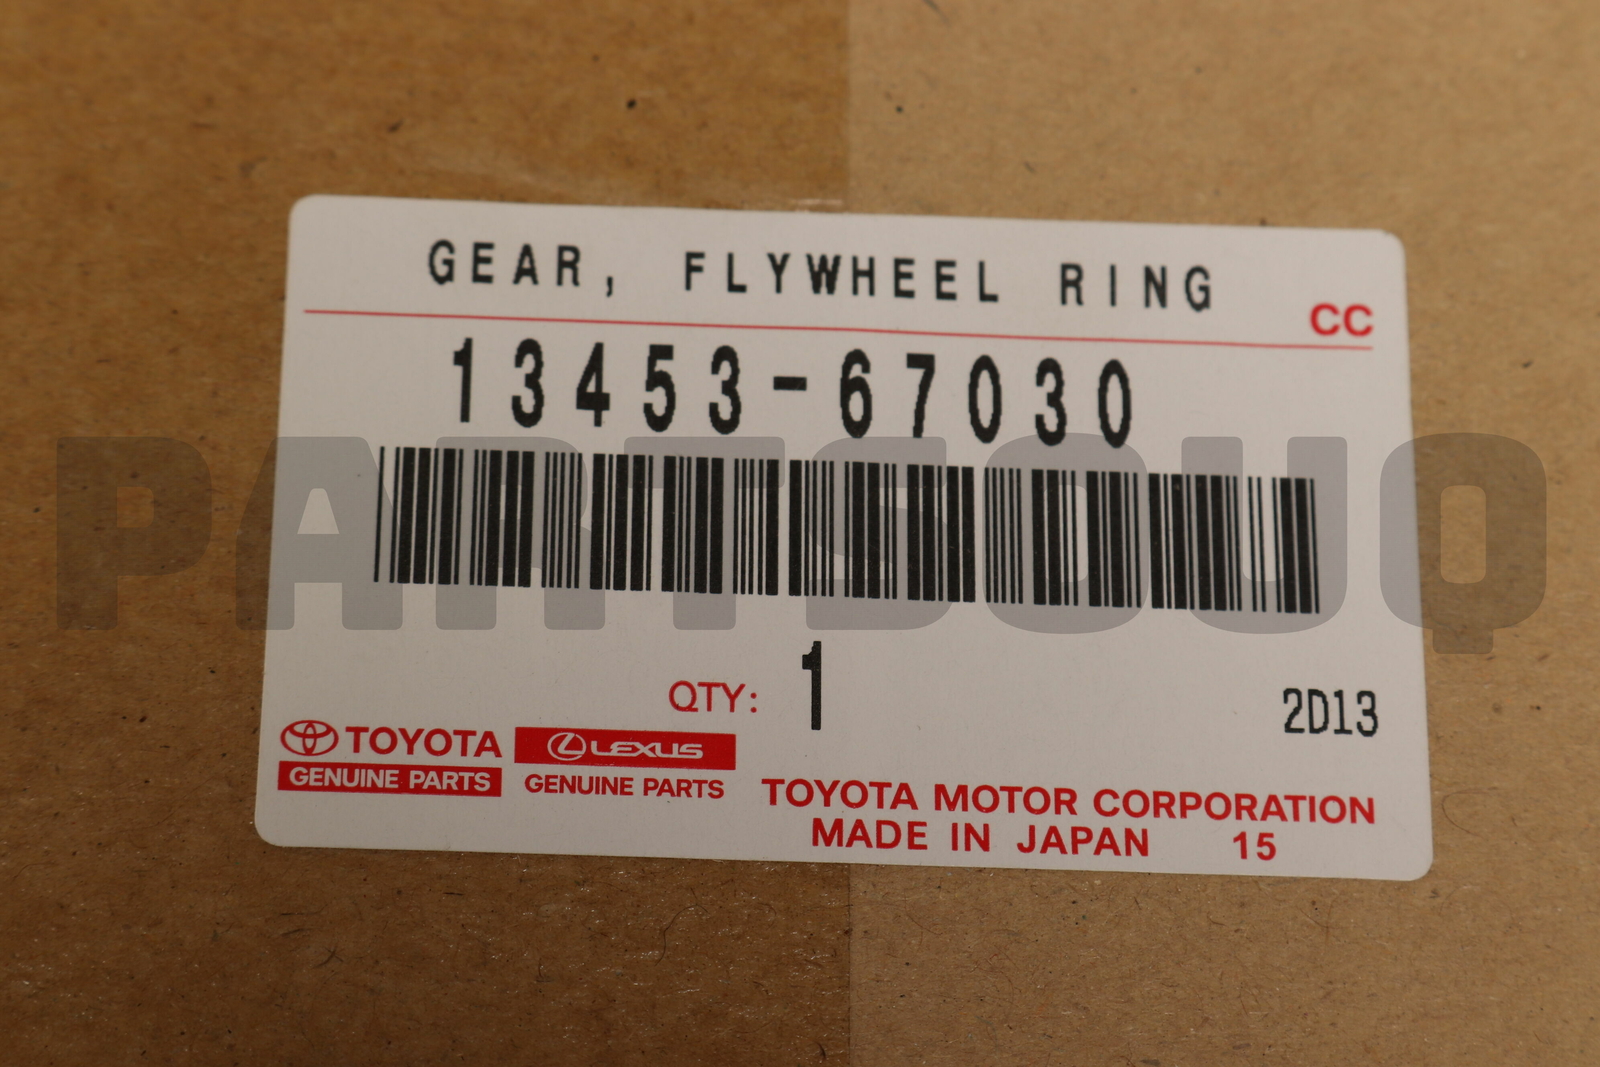 GEAR, FLYWHEEL RING
CC
13453-67030
PARTSOUQ
QTY: 1
2D13
TOYOTA
GENUINE PARTS
LEXUS
GENUINE PARTS
TOYOTA MOTOR CORPORATION
MADE IN JAPAN 15